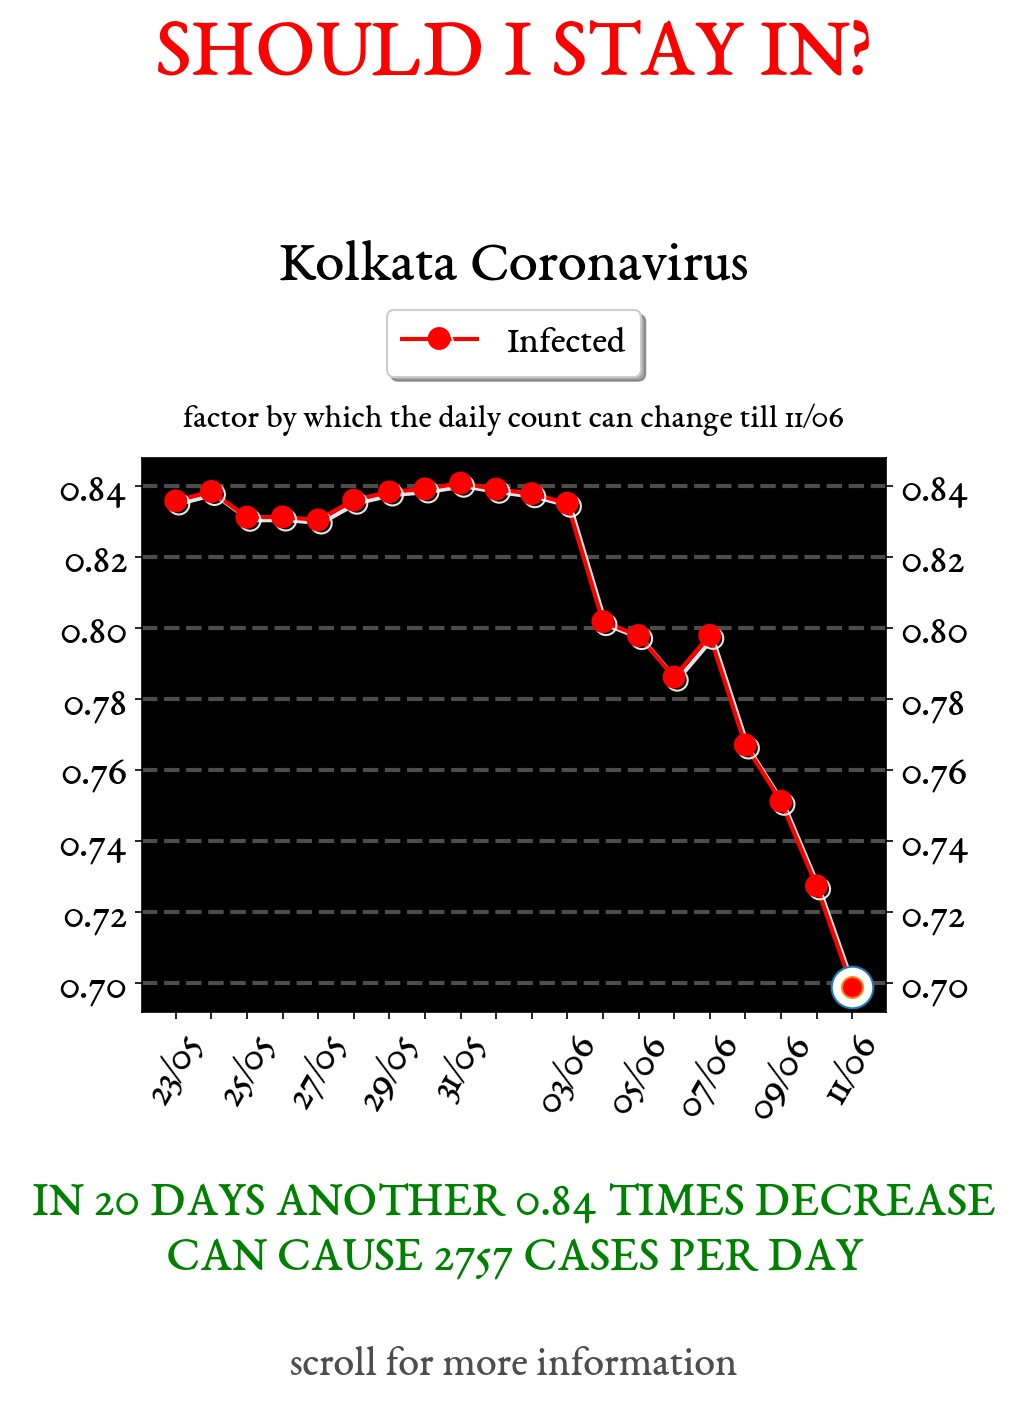 SHOULD I STAY IN?
Kolkata Coronavirus
Infected
factor by which the daily count can change till 11/06
0.84 0.84
0.82 0.82
0.80 0.80
0.78 0.78
0.76 0.76
0.74 0.74
0.72 0.72
0.70 0.70
23/05 25/05 27/05 29/05 31/05 03/06 05/06 07/06 09/06 11/06
IN 20 DAYS ANOTHER 0.84 TIMES DECREASE
CAN CAUSE 2757 CASES PER DAY
scroll for more information